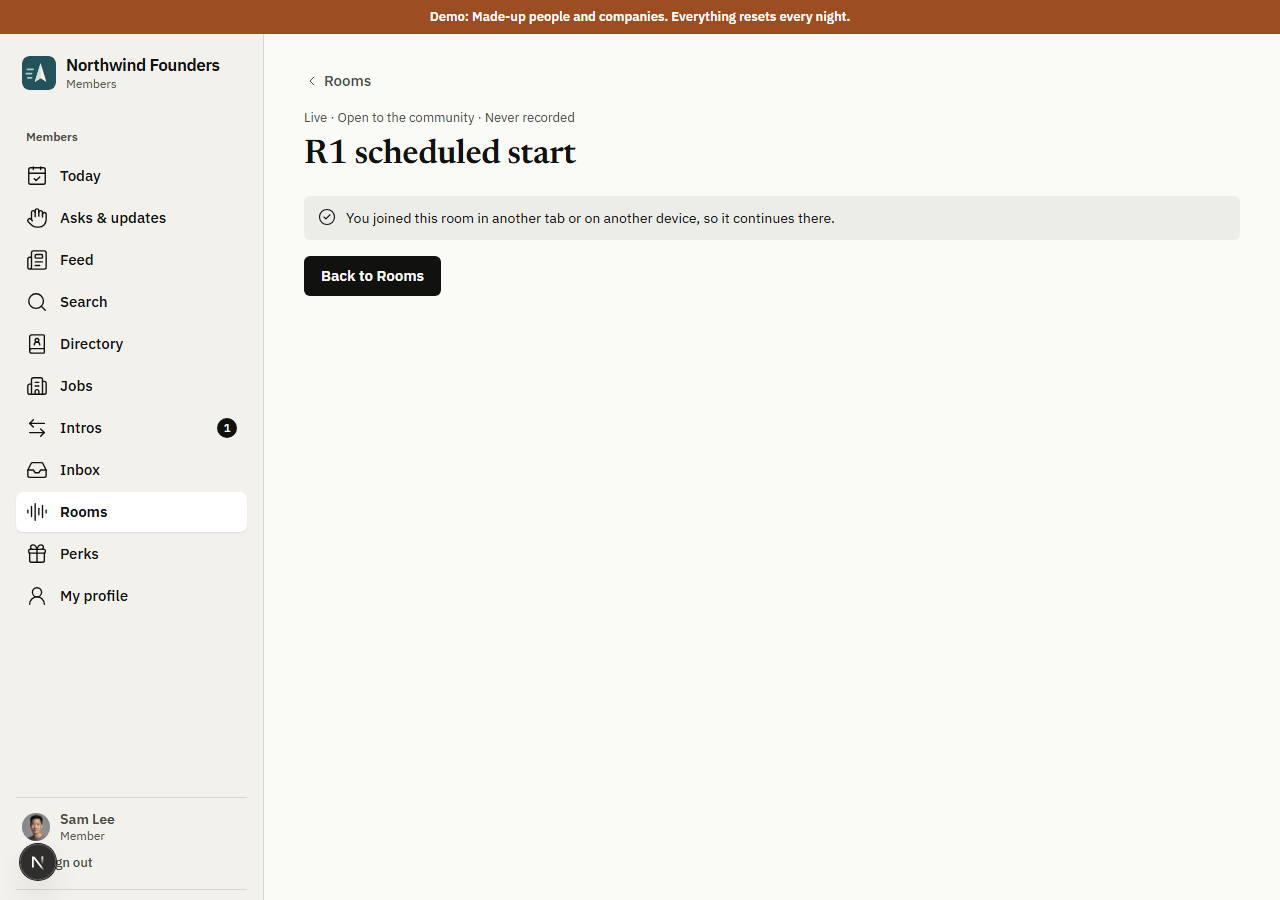 Demo: Made-up people and companies. Everything resets every night.
Northwind Founders
Members
Members
Today
Asks & updates
Feed
Search
Directory
Jobs
Intros
1
Inbox
Rooms
Perks
My profile
Sam Lee
Member
N
gn out
Rooms
Live · Open to the community · Never recorded
R1 scheduled start
You joined this room in another tab or on another device, so it continues there.
Back to Rooms